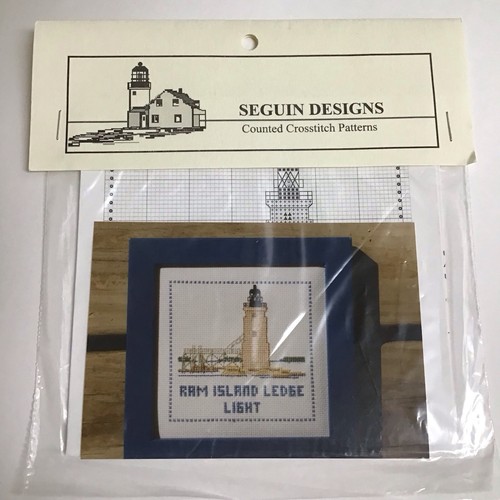 SEGUIN DESIGNS
Counted Crosstitch Patterns
RAM ISLAND LEDGE
LIGHT